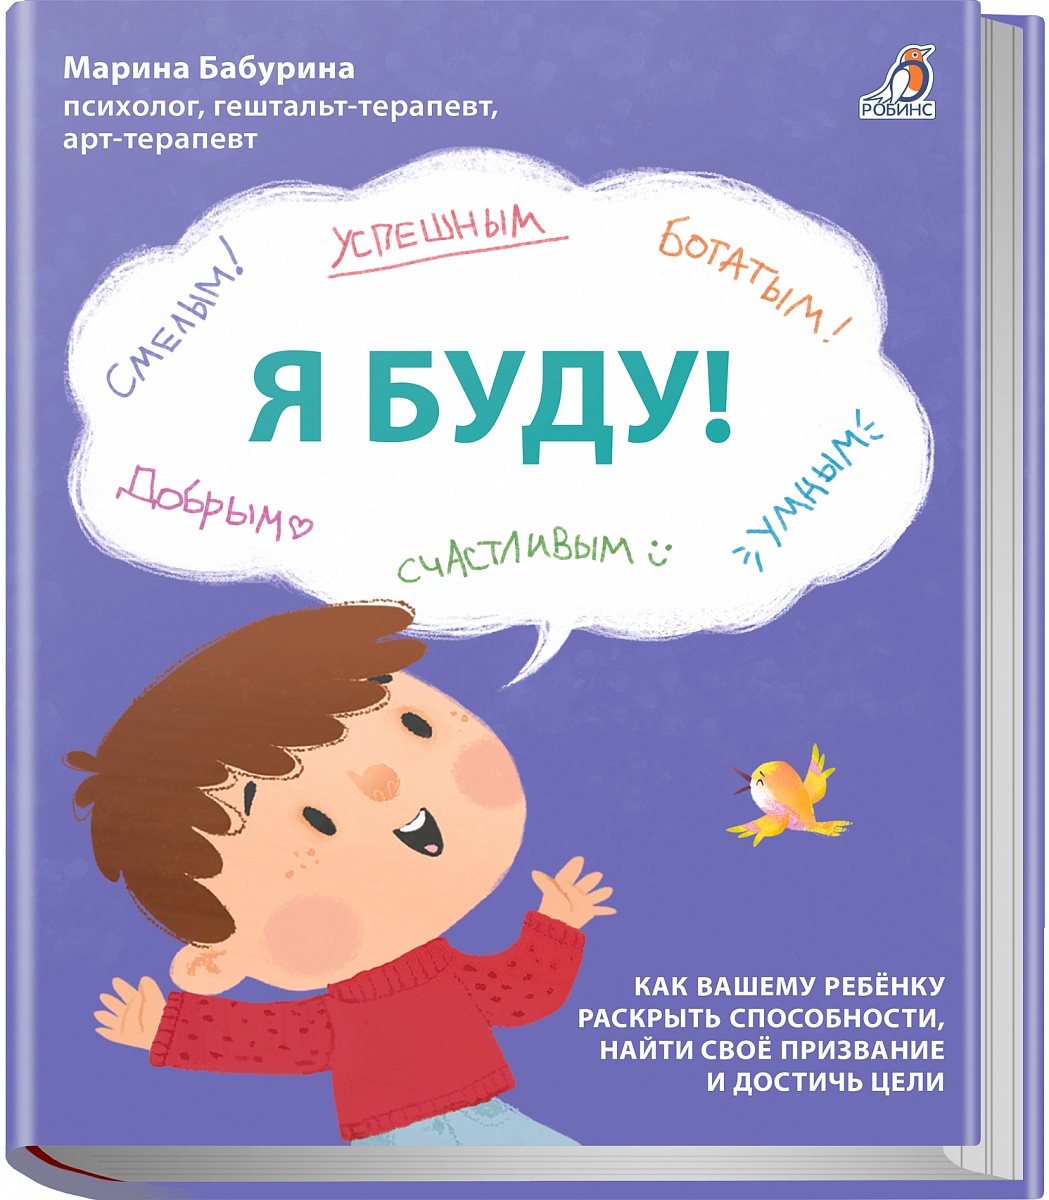 Марина Бабурина
психолог, гештальт-терапевт,
арт-терапевт
РОБИНС
СМЕЛЫМ!
УСПЕШНЫМ
БОГАТЫМ!
Я БУДУ!
ДОБРЫМ
СЧАСТЛИВЫМ
УМНЫМ
КАК ВАШЕМУ РЕБЁНКУ
РАСКРЫТЬ СПОСОБНОСТИ,
НАЙТИ СВОЁ ПРИЗВАНИЕ
И ДОСТИЧЬ ЦЕЛИ